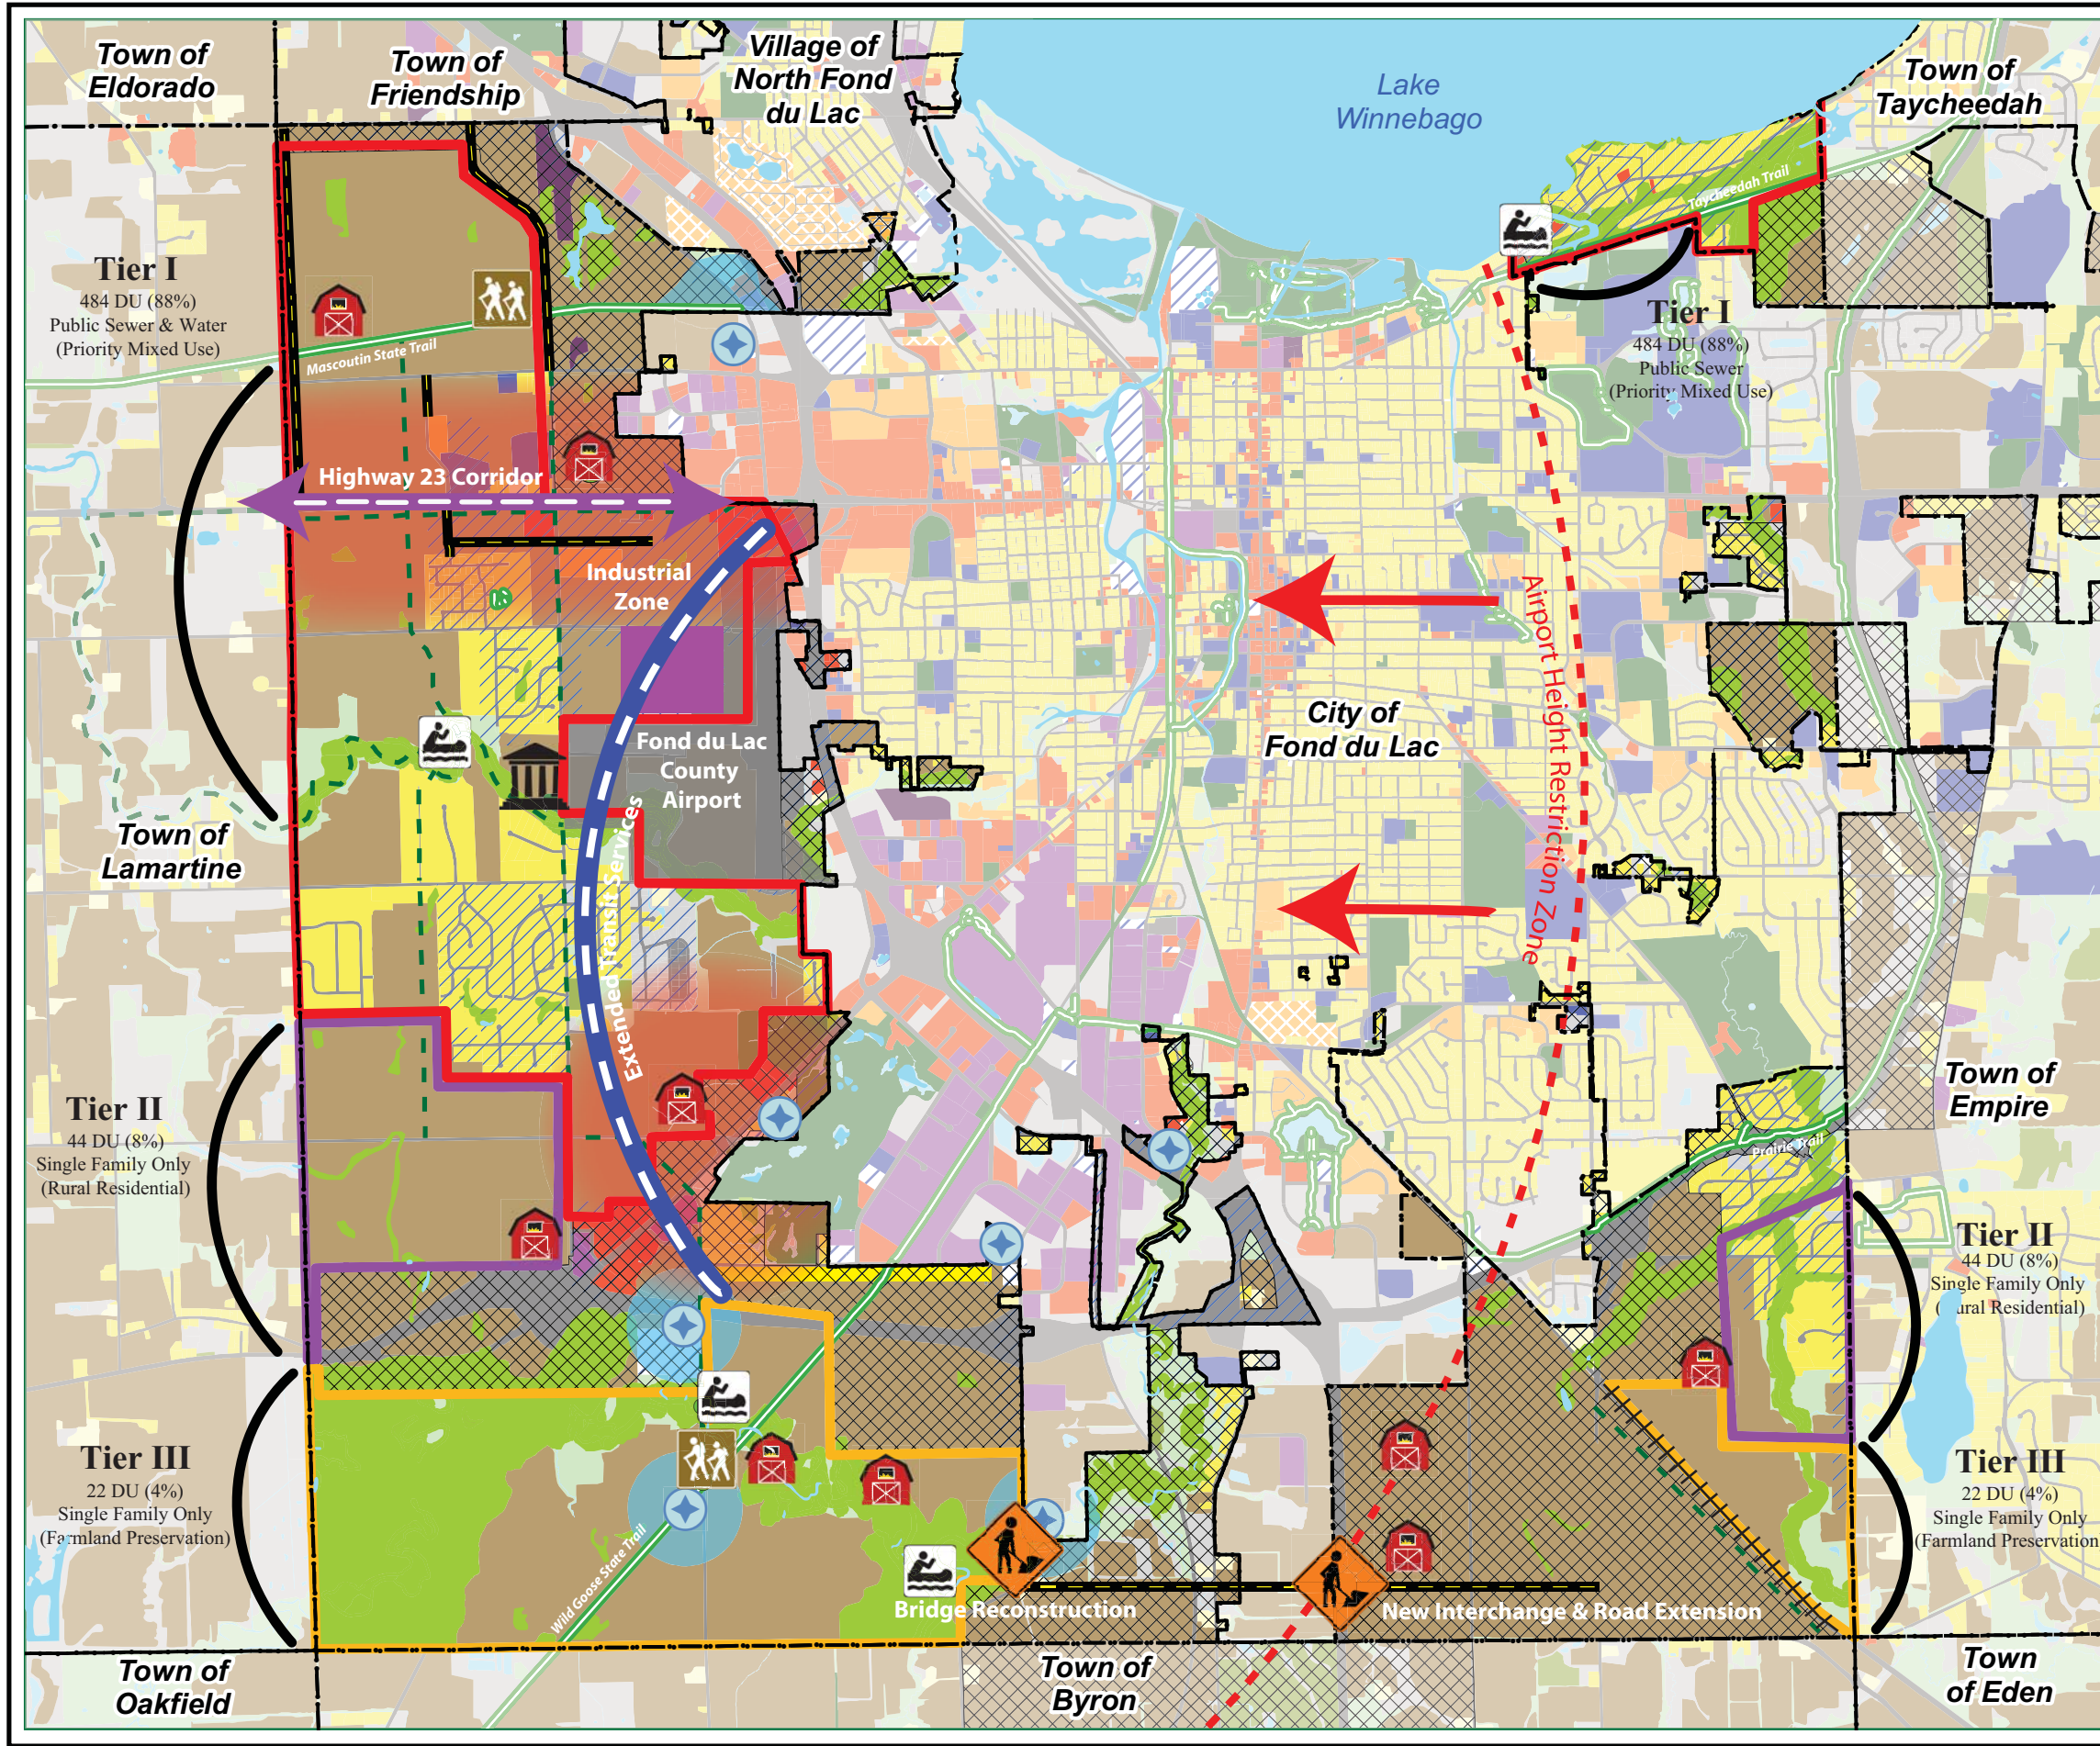 Town of
Eldorado
Town of
Friendship
Village of
North Fond
du Lac
Lake
Winnebago
Town of
Taycheedah
Taycheedah Trail
Tier I
484 DU (88%)
Public Sewer & Water
(Priority Mixed Use)
Mascoutin State Trail
Tier I
484 DU (88%)
Public Sewer
(Priority Mixed Use)
Highway 23 Corridor
Industrial
Zone
Airport Height Restriction Zone
City of
Fond du Lac
Fond du Lac
County
Airport
Extended Transit Services
Town of
Lamartine
Town of
Empire
Prairie Trail
Tier II
44 DU (8%)
Single Family Only
(Rural Residential)
Tier II
44 DU (8%)
Single Family Only
(Rural Residential)
Tier III
22 DU (4%)
Single Family Only
(Farmland Preservation)
Tier III
22 DU (4%)
Single Family Only
(Farmland Preservation
Wild Goose State Trail
Bridge Reconstruction
New Interchange & Road Extension
Town of
Oakfield
Town of
Byron
Town
of Eden